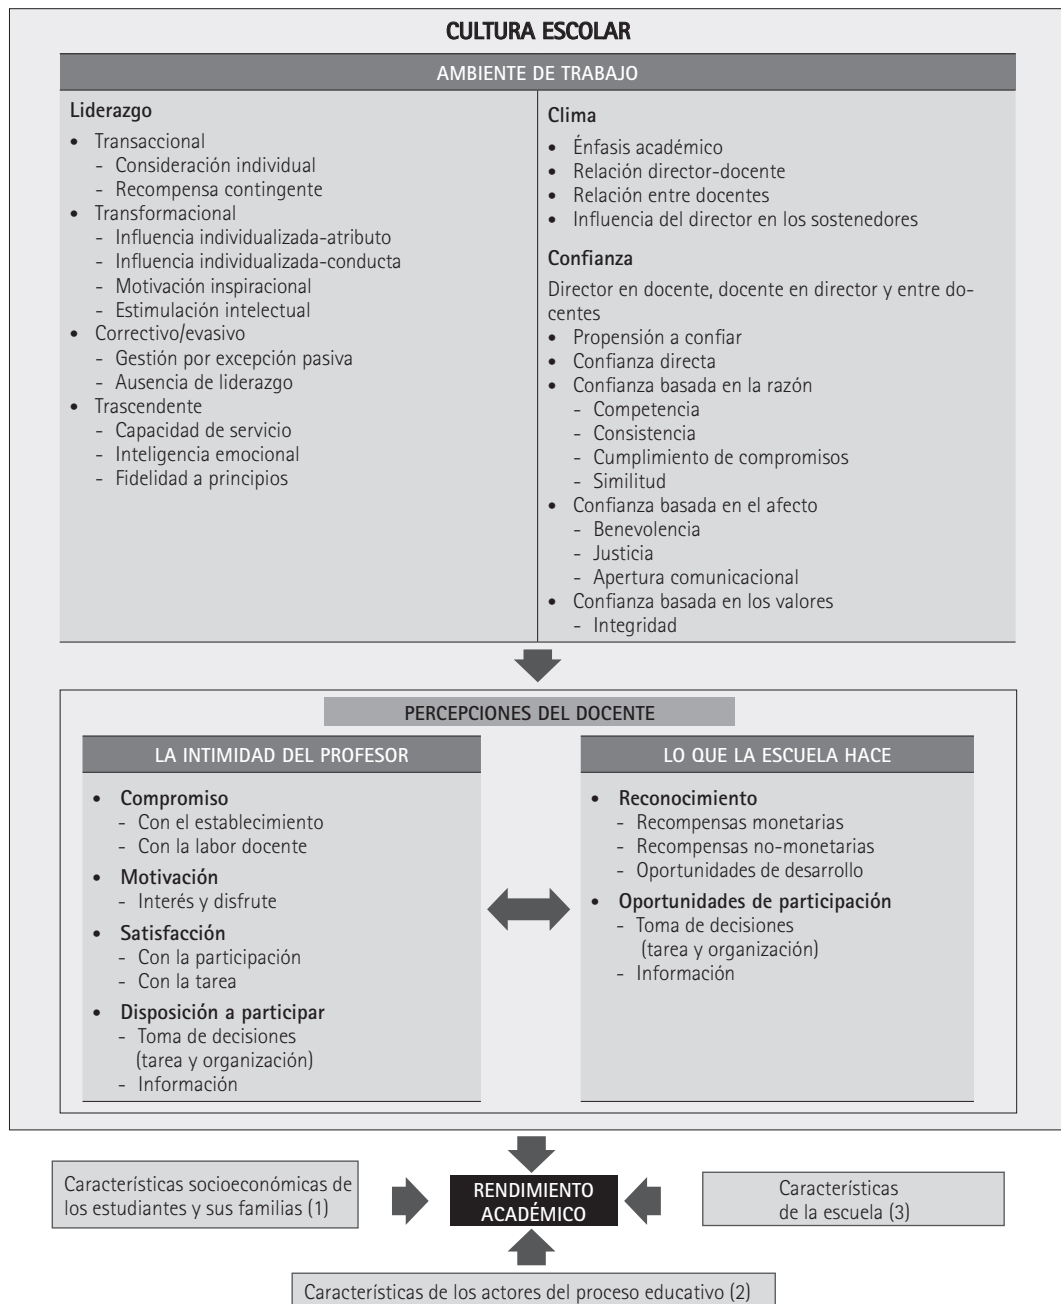 CULTURA ESCOLAR
AMBIENTE DE TRABAJO
Liderazgo
• Transaccional
- Consideración individual
- Recompensa contingente
• Transformacional
- Influencia individualizada-atributo
- Influencia individualizada-conducta
- Motivación inspiracional
- Estimulación intelectual
• Correctivo/evasivo
- Gestión por excepción pasiva
- Ausencia de liderazgo
• Trascendente
- Capacidad de servicio
- Inteligencia emocional
- Fidelidad a principios
Clima
• Énfasis académico
• Relación director-docente
• Relación entre docentes
• Influencia del director en los sostenedores
Confianza
Director en docente, docente en director y entre do-
centes
• Propensión a confiar
• Confianza directa
• Confianza basada en la razón
- Competencia
- Consistencia
- Cumplimiento de compromisos
- Similitud
• Confianza basada en el afecto
- Benevolencia
- Justicia
- Apertura comunicacional
• Confianza basada en los valores
- Integridad
PERCEPCIONES DEL DOCENTE
LA INTIMIDAD DEL PROFESOR
• Compromiso
- Con el establecimiento
- Con la labor docente
• Motivación
- Interés y disfrute
• Satisfacción
- Con la participación
- Con la tarea
• Disposición a participar
- Toma de decisiones
(tarea y organización)
- Información
LO QUE LA ESCUELA HACE
• Reconocimiento
- Recompensas monetarias
- Recompensas no-monetarias
- Oportunidades de desarrollo
• Oportunidades de participación
- Toma de decisiones
(tarea y organización)
- Información
Características socioeconómicas de
los estudiantes y sus familias (1)
RENDIMIENTO
ACADÉMICO
Características
de la escuela (3)
Características de los actores del proceso educativo (2)